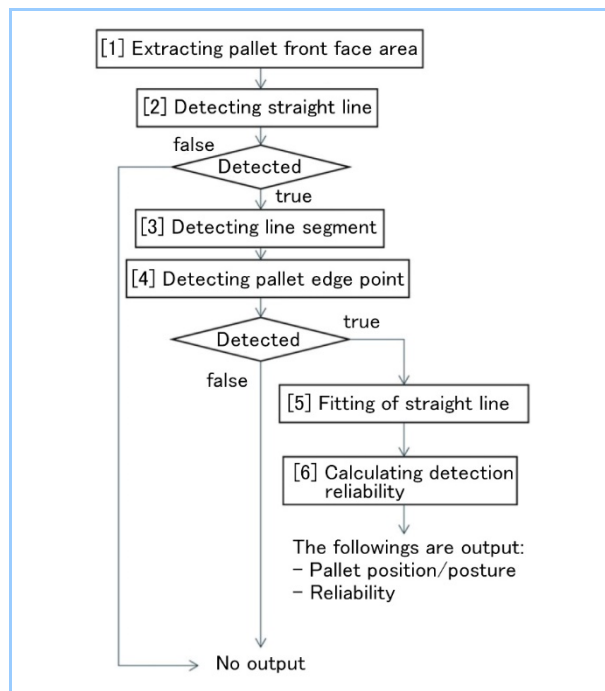 [1] Extracting pallet front face area
[2] Detecting straight line
false
Detected
true
[3] Detecting line segment
[4] Detecting pallet edge point
true
Detected
false
[5] Fitting of straight line
[6] Calculating detection
reliability
The followings are output:
- Pallet position/posture
- Reliability
No output